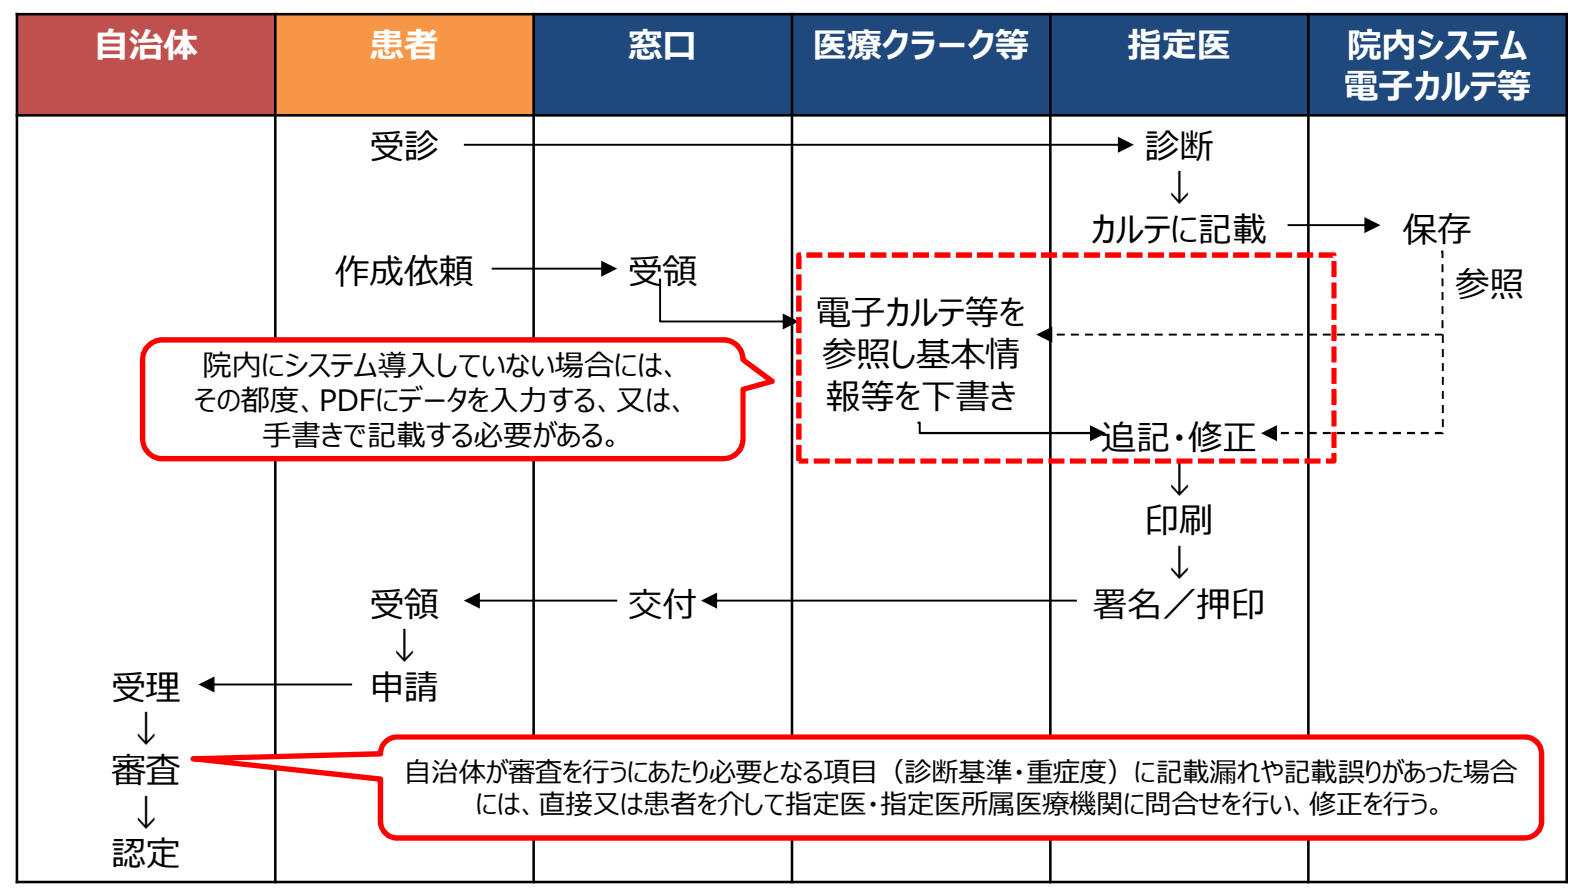 自治体
患者
窓口
医療クラーク等
指定医
院内システム
電子カルテ等
受診
診断
↓
カルテに記載
保存
作成依頼
受領
参照
電子カルテ等を
参照し基本情
報等を下書き
院内にシステム導入していない場合には、
その都度、PDFにデータを入力する、又は、
手書きで記載する必要がある。
追記・修正
↓
印刷
↓
署名／押印
交付
受領
↓
申請
受理
↓
審査
自治体が審査を行うにあたり必要となる項目（診断基準・重症度）に記載漏れや記載誤りがあった場合
には、直接又は患者を介して指定医・指定医所属医療機関に問合せを行い、修正を行う。
↓
認定